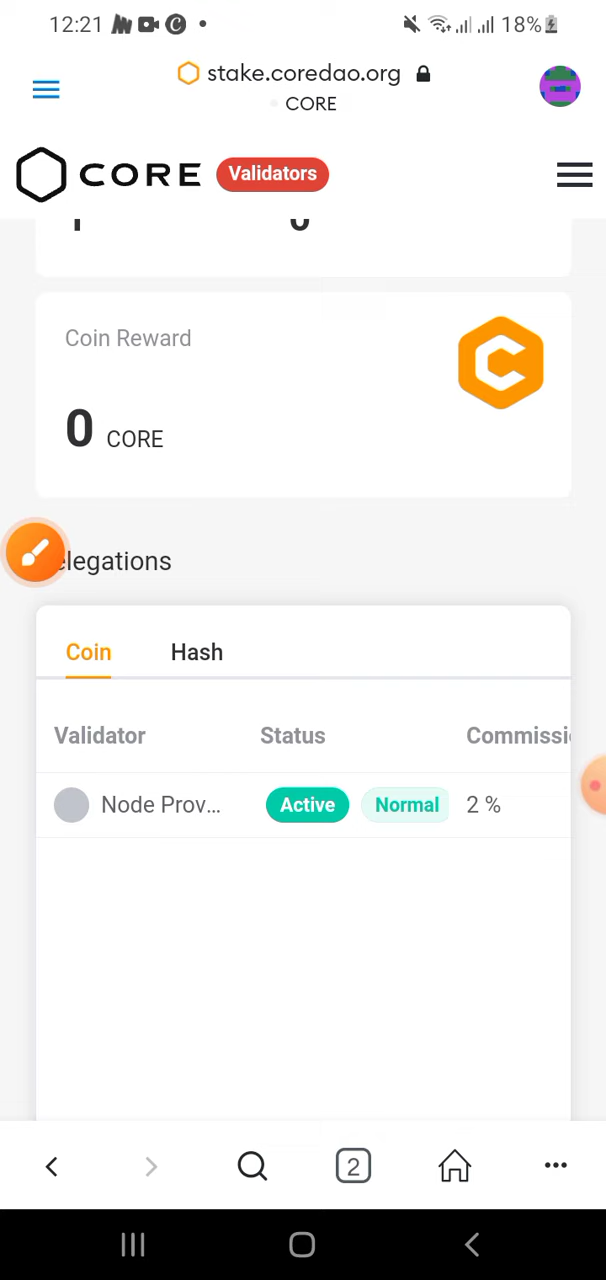 12:21 18%
stake.coredao.org
CORE
CORE Validators
Coin Reward
0 CORE
elegations
Coin Hash
Validator Status Commissi
Node Prov... Active Normal 2 %
2